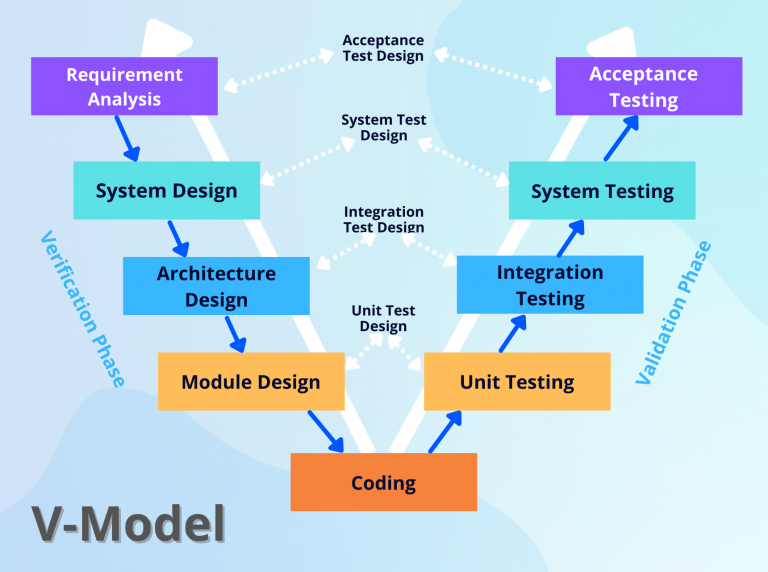 Acceptance
Test Design
Requirement
Analysis
Acceptance
Testing
System Test
Design
System Design
System Testing
Integration
Test Design
Verification Phase
Validation Phase
Architecture
Design
Integration
Testing
Unit Test
Design
Module Design
Unit Testing
Coding
V-Model